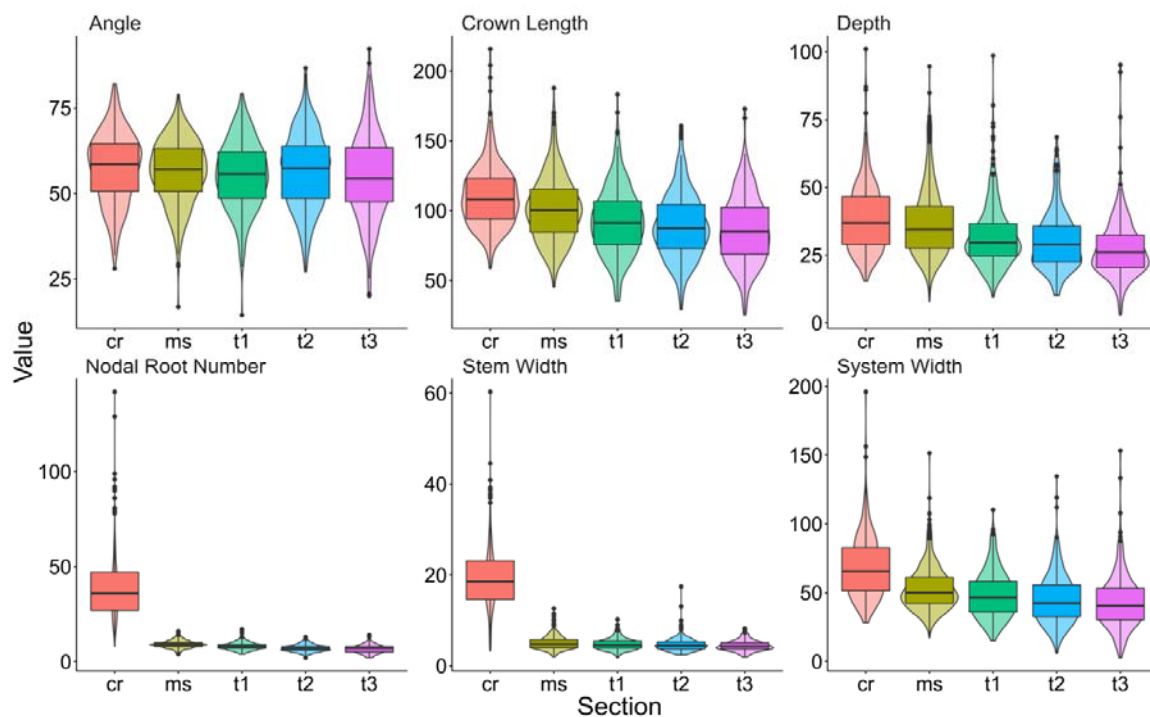 Angle
Crown Length
Depth
75
50
25
200
150
100
50
100
75
50
25
0
cr ms t1 t2 t3
cr ms t1 t2 t3
cr ms t1 t2 t3
Value
Nodal Root Number
Stem Width
System Width
100
50
0
60
40
20
0
200
150
100
50
0
cr ms t1 t2 t3
cr ms t1 t2 t3
cr ms t1 t2 t3
Section